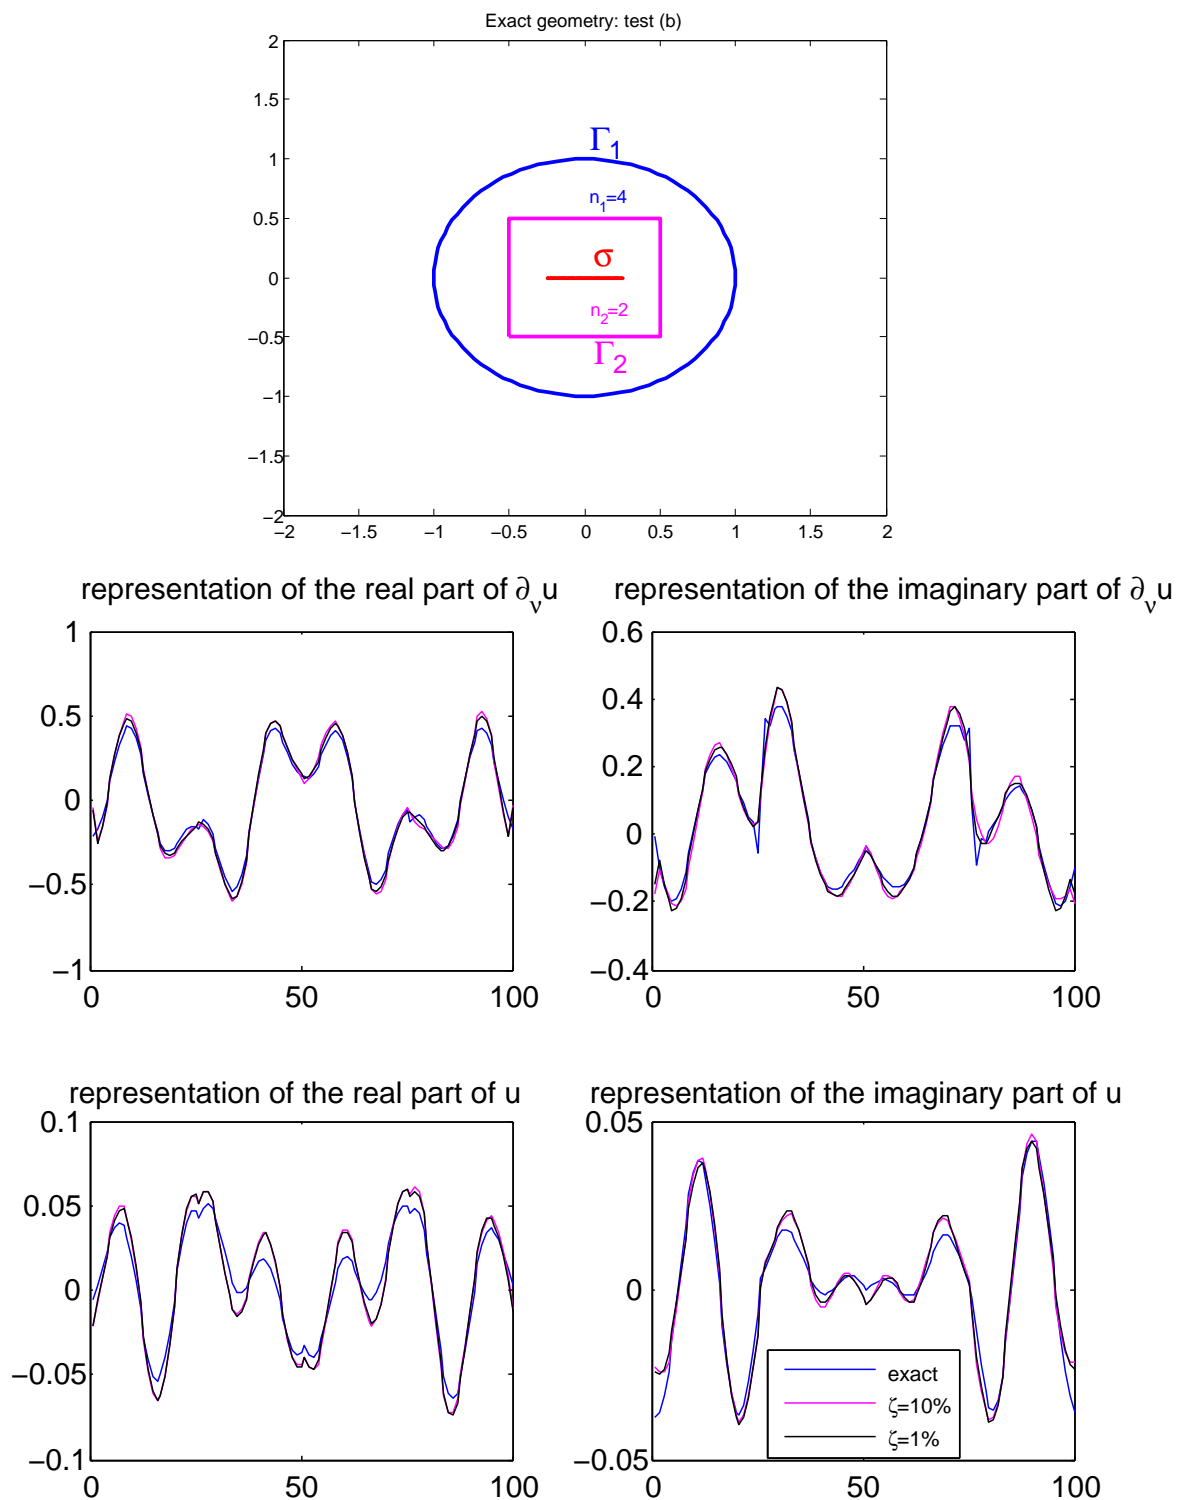 Exact geometry: test (b)
2
1.5
1
0.5
0
−0.5
−1
−1.5
−2
−2 −1.5 −1 −0.5 0 0.5 1 1.5 2
Γ1
n1=4
σ
n2=2
Γ2
representation of the real part of ∂νu
1
0.5
0
−0.5
−1
0 50 100
representation of the imaginary part of ∂νu
0.6
0.4
0.2
0
−0.2
−0.4
0 50 100
representation of the real part of u
0.1
0.05
0
−0.05
−0.1
0 50 100
representation of the imaginary part of u
0.05
0
−0.05
0 50 100
exact
ζ=10%
ζ=1%